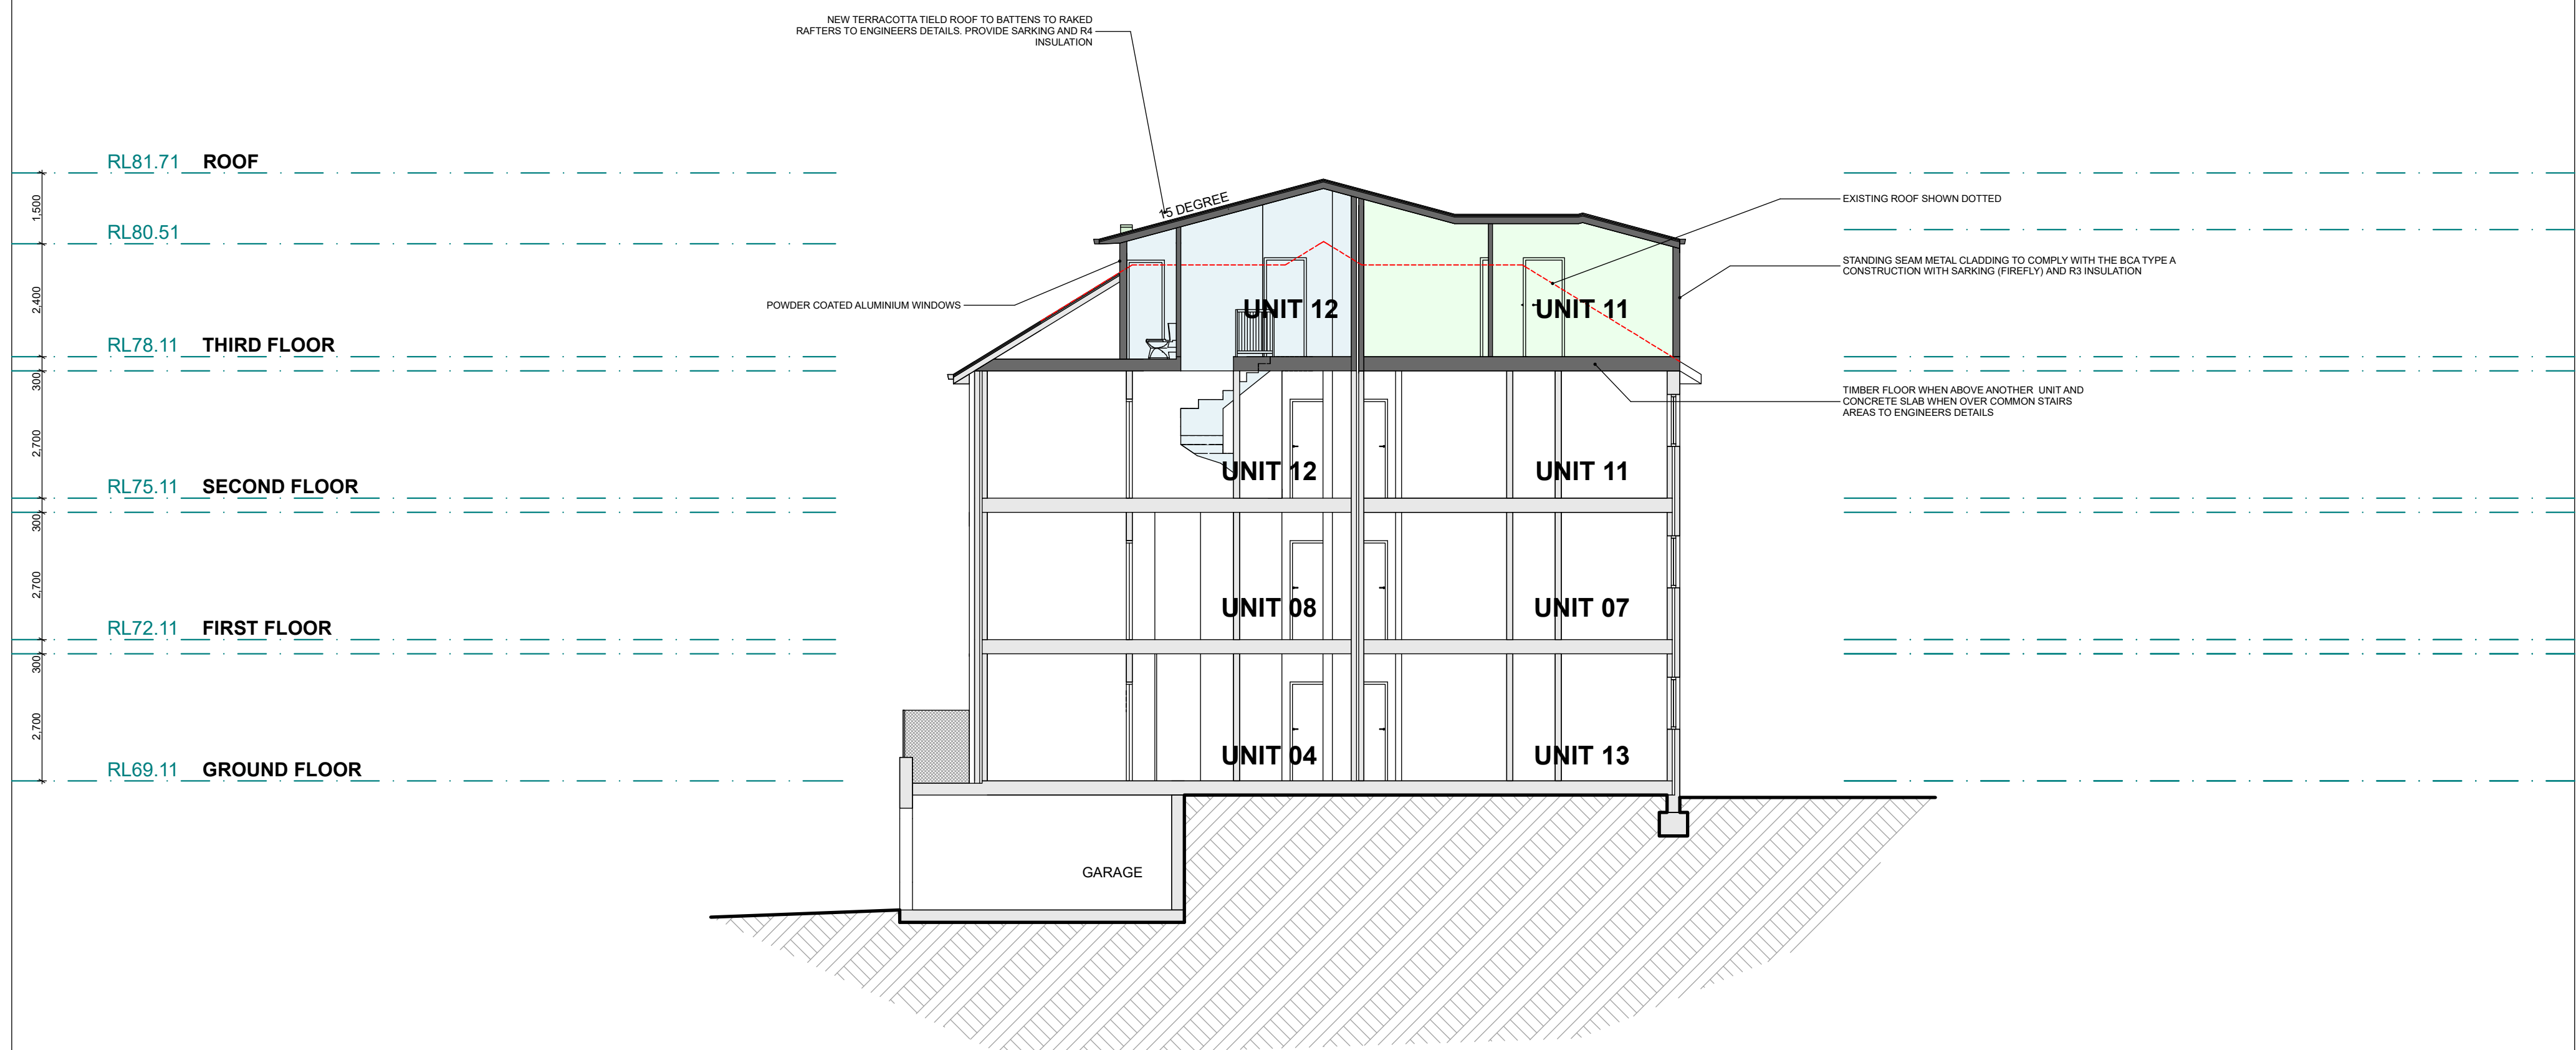 NEW TERRACOTTA TIELD ROOF TO BATTENS TO RAKED
RAFTERS TO ENGINEERS DETAILS. PROVIDE SARKING AND R4
INSULATION
RL81.71 ROOF
1,500
15 DEGREE
EXISTING ROOF SHOWN DOTTED
RL80.51
STANDING SEAM METAL CLADDING TO COMPLY WITH THE BCA TYPE A
CONSTRUCTION WITH SARKING (FIREFLY) AND R3 INSULATION
2,400
POWDER COATED ALUMINIUM WINDOWS
UNIT 12
UNIT 11
RL78.11 THIRD FLOOR
300
TIMBER FLOOR WHEN ABOVE ANOTHER UNIT AND
CONCRETE SLAB WHEN OVER COMMON STAIRS
AREAS TO ENGINEERS DETAILS
2,700
UNIT 12
UNIT 11
RL75.11 SECOND FLOOR
300
2,700
UNIT 08
UNIT 07
RL72.11 FIRST FLOOR
300
2,700
UNIT 04
UNIT 13
RL69.11 GROUND FLOOR
GARAGE